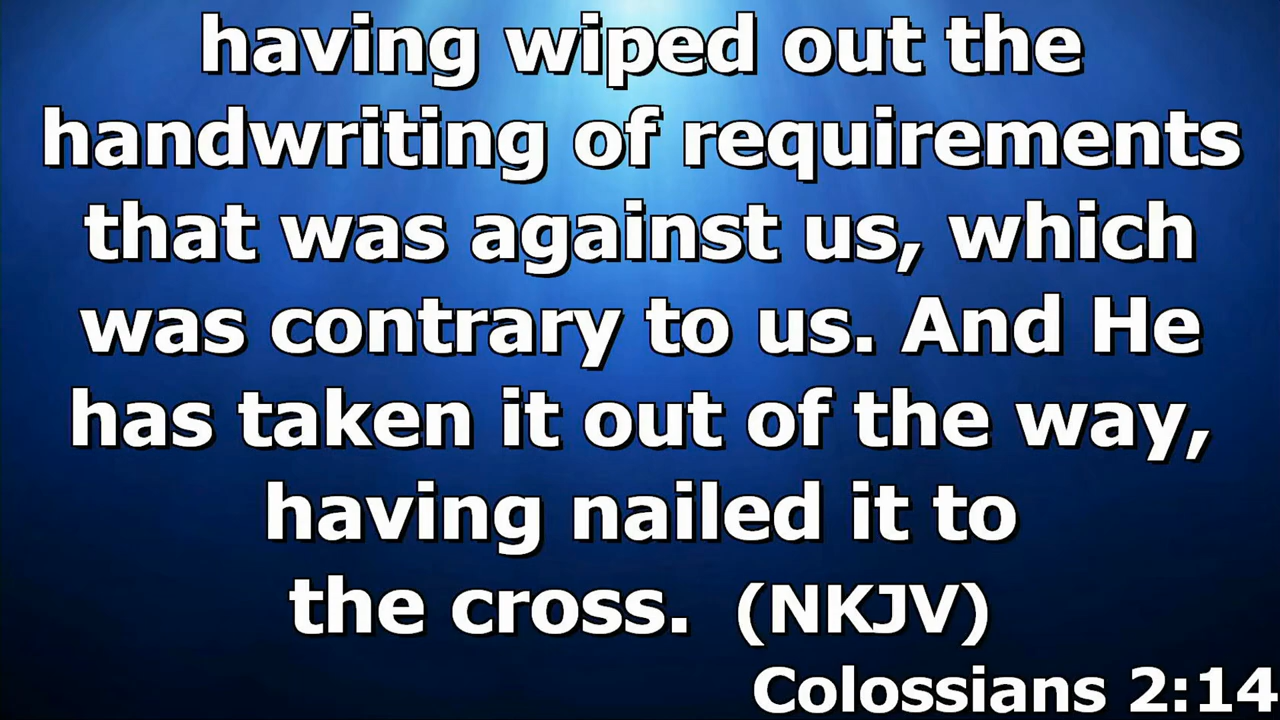 having wiped out the
handwriting of requirements
that was against us, which
was contrary to us. And He
has taken it out of the way,
having nailed it to
the cross. (NKJV)
Colossians 2:14